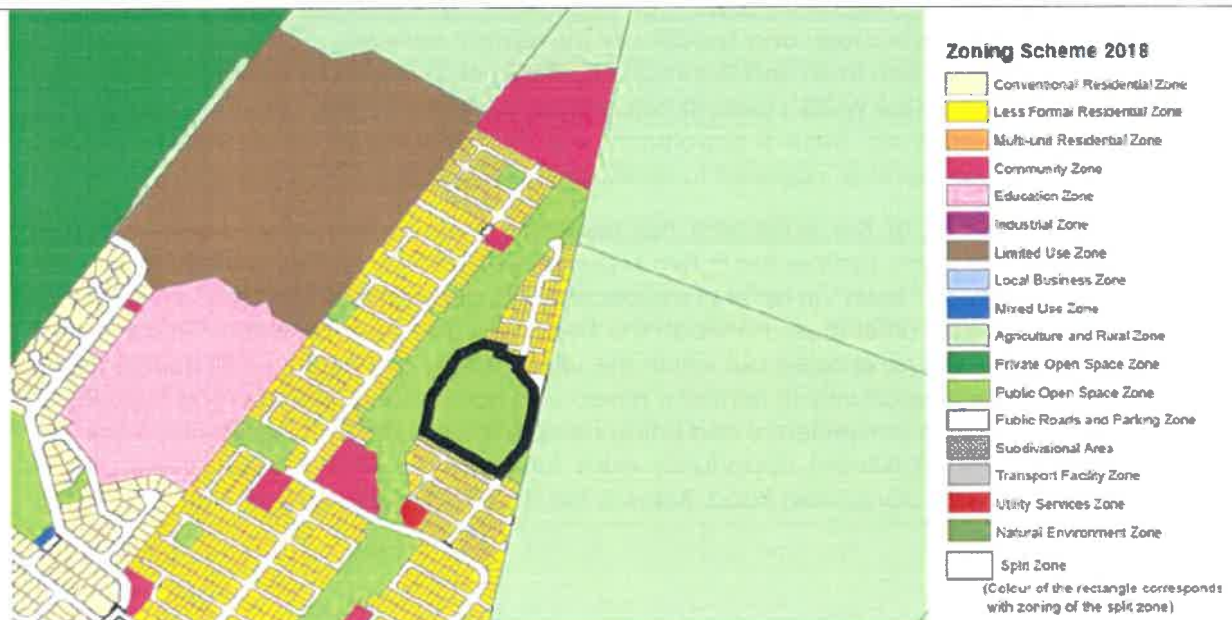 Zoning Scheme 2018
Conventional Residential Zone
Less Formal Residential Zone
Multi-unit Residential Zone
Community Zone
Education Zone
Industrial Zone
Limited Use Zone
Local Business Zone
Mixed Use Zone
Agriculture and Rural Zone
Private Open Space Zone
Public Open Space Zone
Public Roads and Parking Zone
Subdivisional Area
Transport Facility Zone
Utility Services Zone
Natural Environment Zone
Split Zone
(Colour of the rectangle corresponds
with zoning of the split zone)